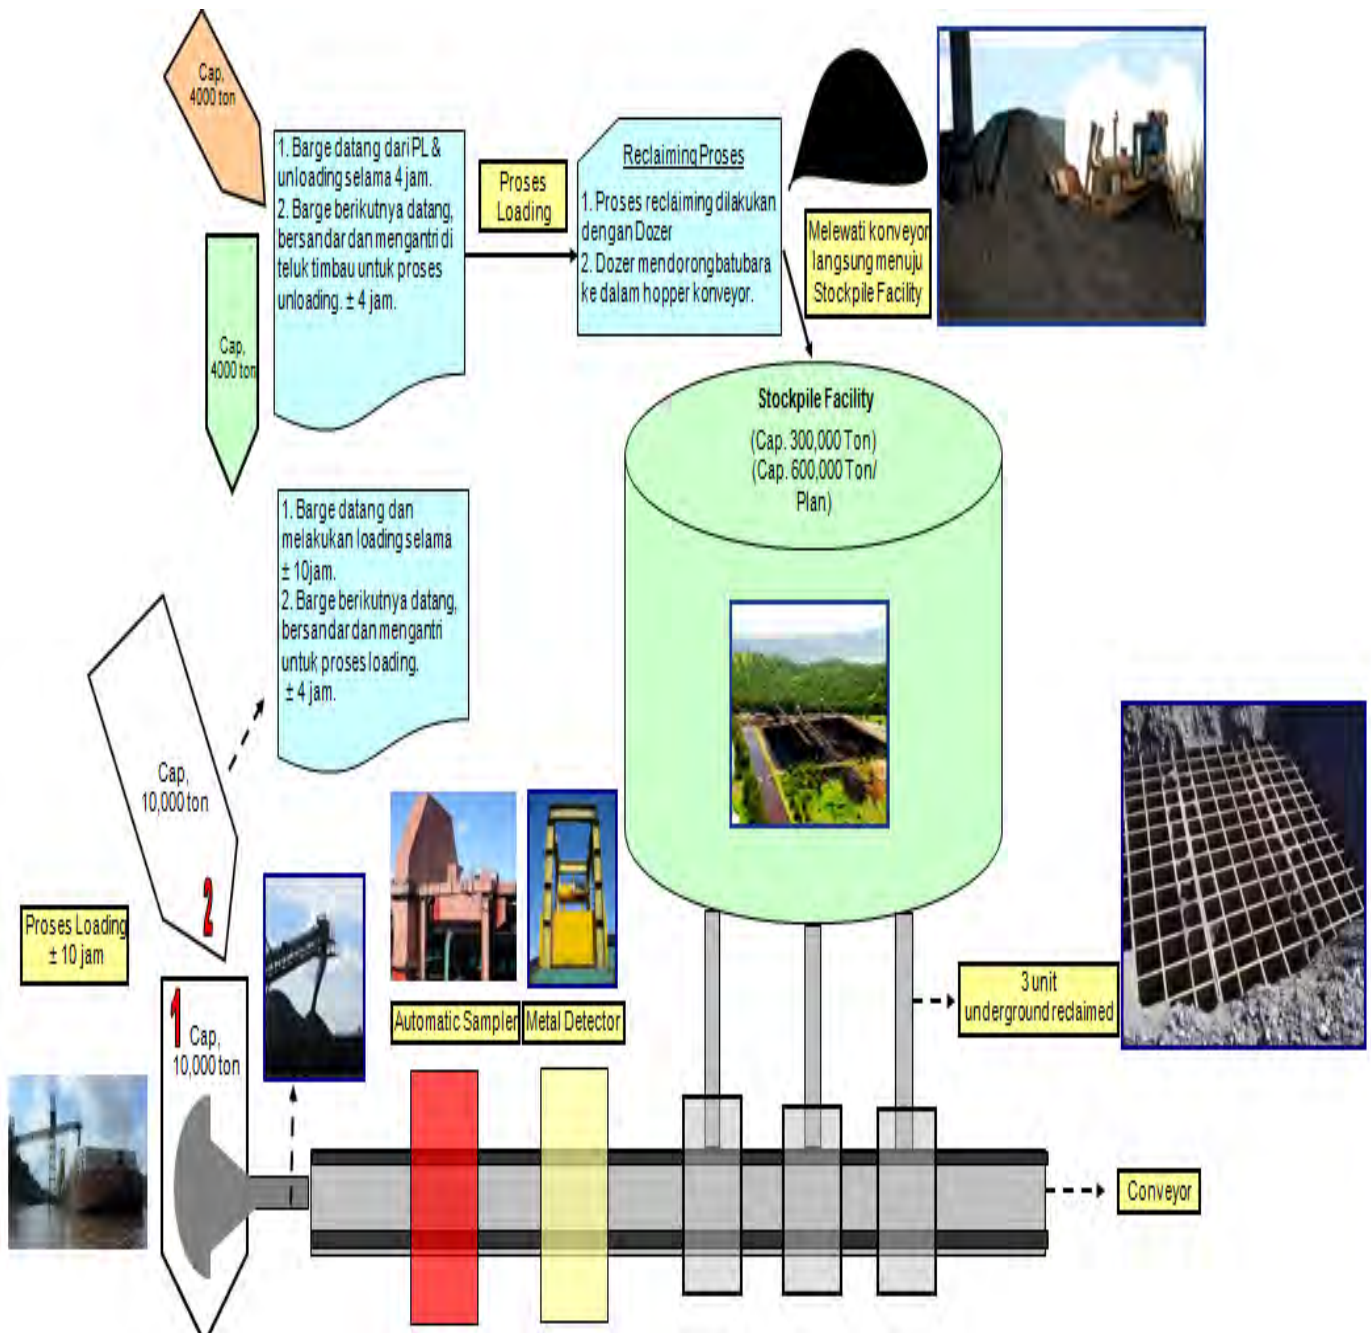 Cap,
4000 ton
1. Barge datang dari PL &
unloading selama 4 jam.
2. Barge berikutnya datang,
bersandar dan mengantri di
teluk timbau untuk proses
unloading. ± 4 jam.
Proses
Loading
Reclaiming Proses
1. Proses reclaiming dilakukan
dengan Dozer
2. Dozer mendorong batubara
ke dalam hopper konveyor.
Melewati konveyor
langsung menuju
Stockpile Facility
Cap,
4000 ton
Stockpile Facility
(Cap. 300,000 Ton)
(Cap. 600,000 Ton/
Plan)
1. Barge datang dan
melakukan loading selama
± 10jam.
2. Barge berikutnya datang,
bersandar dan mengantri
untuk proses loading.
± 4 jam.
Cap,
10,000 ton
2
Proses Loading
± 10 jam
1
Cap,
10,000 ton
Automatic Sampler
Metal Detector
3 unit
underground reclaimed
Conveyor